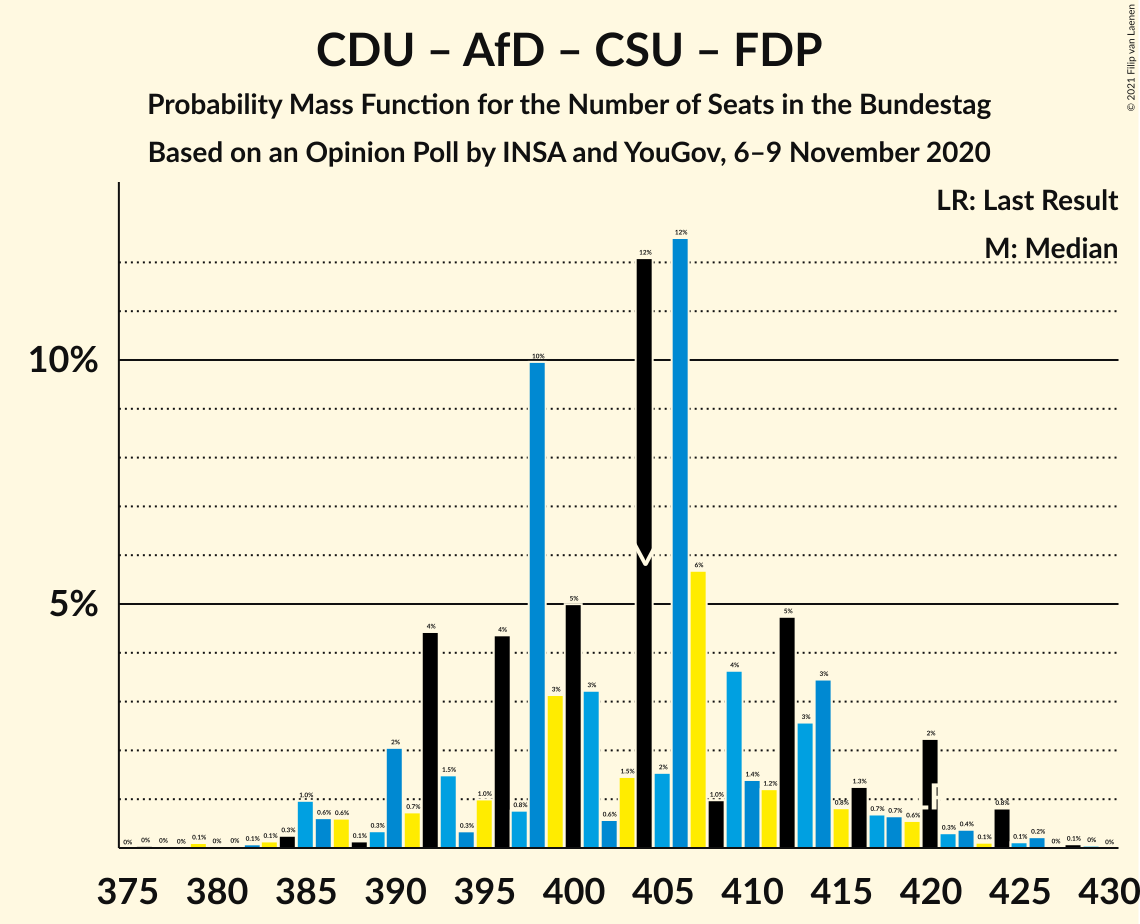 CDU – AfD – CSU – FDP
Probability Mass Function for the Number of Seats in the Bundestag
Based on an Opinion Poll by INSA and YouGov, 6–9 November 2020
© 2021 Filip van Laenen
LR: Last Result
M: Median
10%
5%
0% 0% 0% 0% 0.1% 0% 0% 0.1% 0.1% 0.3% 1.0% 0.6% 0.6% 0.1% 0.3% 2% 0.7% 4% 1.5% 0.3% 1.0% 4% 0.8% 10% 3% 5% 3% 0.6% 1.5% 12% 2% 12% 6% 1.0% 4% 1.4% 1.2% 5% 3% 3% 0.8% 1.3% 0.7% 0.7% 0.6% 2% 0.3% 0.4% 0.1% 0.8% 0.1% 0.2% 0% 0.1% 0% 0%
375 380 385 390 395 400 405 410 415 420 425 430